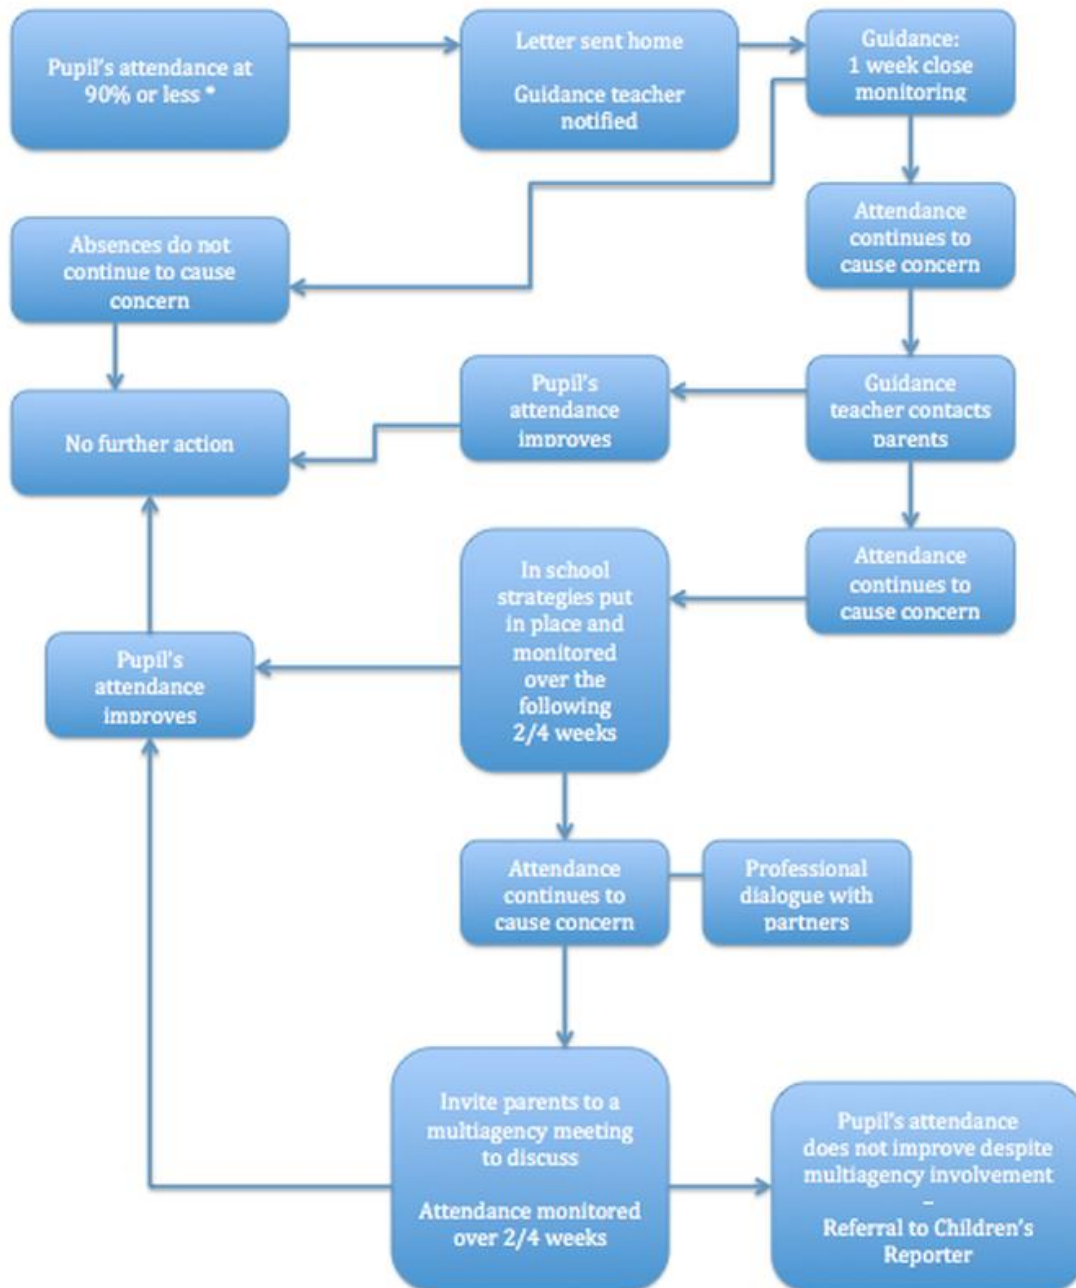 Pupil's attendance at
90% or less *
Letter sent home
Guidance teacher
notified
Guidance:
1 week close
monitoring
Absences do not
continue to cause
concern
Attendance
continues to
cause concern
No further action
Pupil's
attendance
improves
Guidance
teacher contacts
parents
In school
strategies put
in place and
monitored
over the
following
2/4 weeks
Attendance
continues to
cause concern
Pupil's
attendance
improves
Attendance
continues to
cause concern
Professional
dialogue with
partners
Invite parents to a
multiagency meeting
to discuss
Attendance monitored
over 2/4 weeks
Pupil's attendance
does not improve despite
multiagency involvement
–
Referral to Children's
Reporter